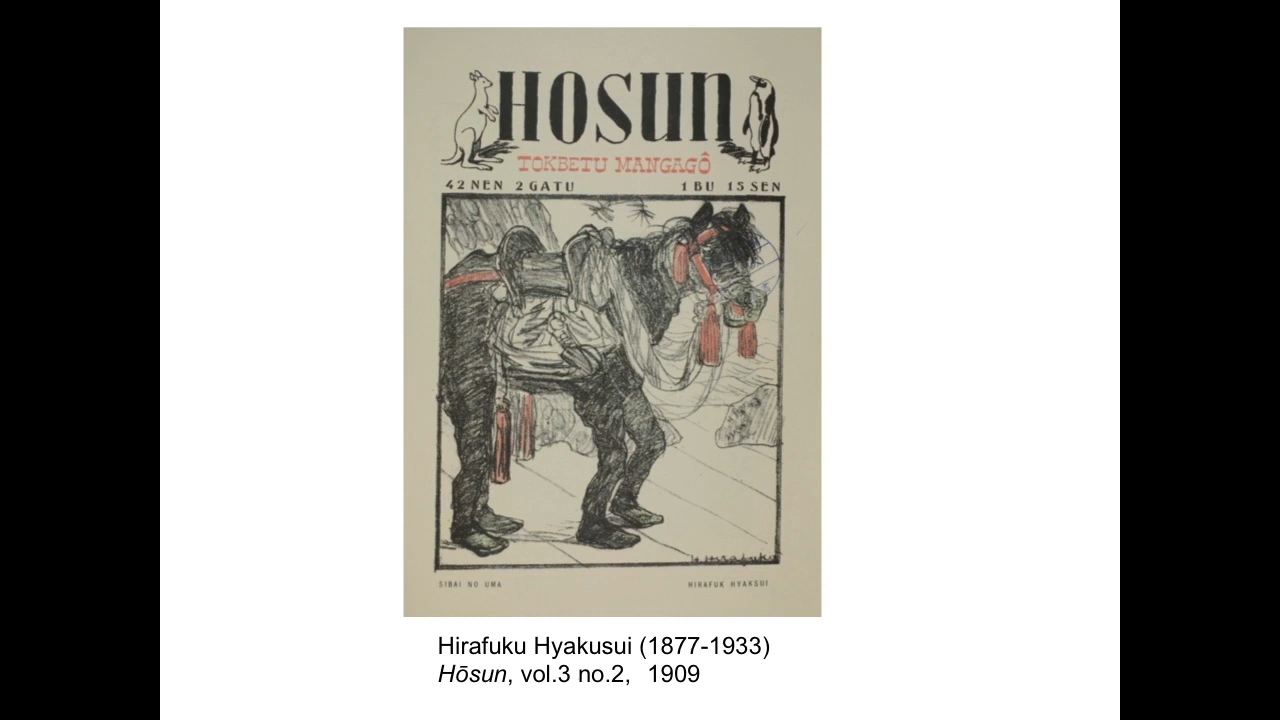 HOSUN
TOKBETU MANGAGÔ
42 NEN 2 GATU 1 BU 15 SEN
H. Hirafuku
SIBAI NO UMA HIRAFUK HYAKSUI
Hirafuku Hyakusui (1877-1933)
Hōsun, vol.3 no.2, 1909